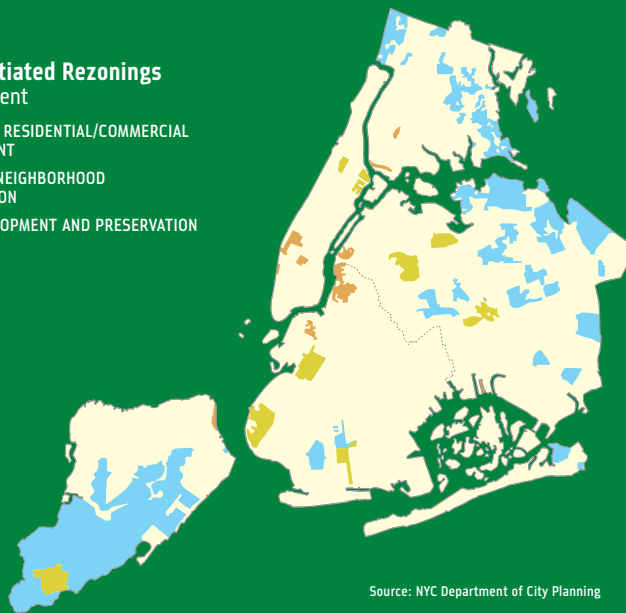 tiated Rezonings
ent
RESIDENTIAL/COMMERCIAL
NT
NEIGHBORHOOD
ON
OPMENT AND PRESERVATION
Source: NYC Department of City Planning